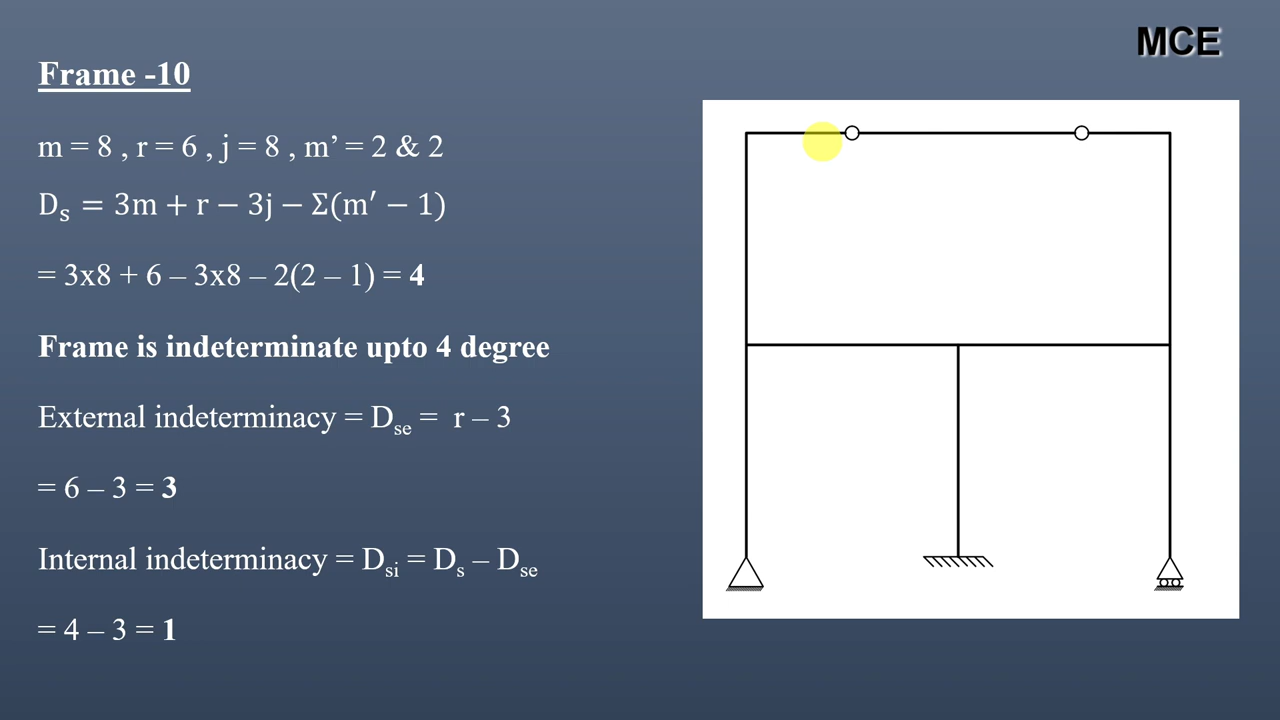 MCE
Frame -10
m = 8 , r = 6 , j = 8 , m’ = 2 & 2
Dₛ = 3m + r − 3j − Σ(m′ − 1)
= 3x8 + 6 – 3x8 – 2(2 – 1) = 4
Frame is indeterminate upto 4 degree
External indeterminacy = Dse = r – 3
= 6 – 3 = 3
Internal indeterminacy = Dsi = Ds – Dse
= 4 – 3 = 1